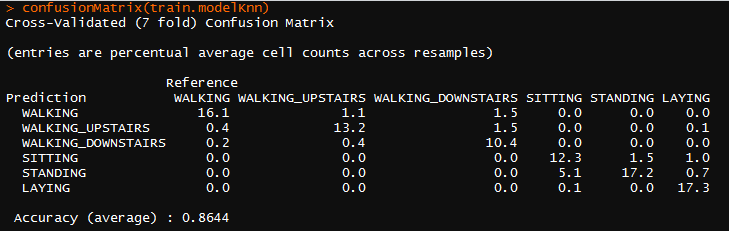 > confusionMatrix(train.modelKnn)
Cross-Validated (7 fold) Confusion Matrix
(entries are percentual average cell counts across resamples)
Reference
Prediction WALKING WALKING_UPSTAIRS WALKING_DOWNSTAIRS SITTING STANDING LAYING
WALKING 16.1 1.1 1.5 0.0 0.0 0.0
WALKING_UPSTAIRS 0.4 13.2 1.5 0.0 0.0 0.1
WALKING_DOWNSTAIRS 0.2 0.4 10.4 0.0 0.0 0.0
SITTING 0.0 0.0 0.0 12.3 1.5 1.0
STANDING 0.0 0.0 0.0 5.1 17.2 0.7
LAYING 0.0 0.0 0.0 0.1 0.0 17.3
Accuracy (average) : 0.8644